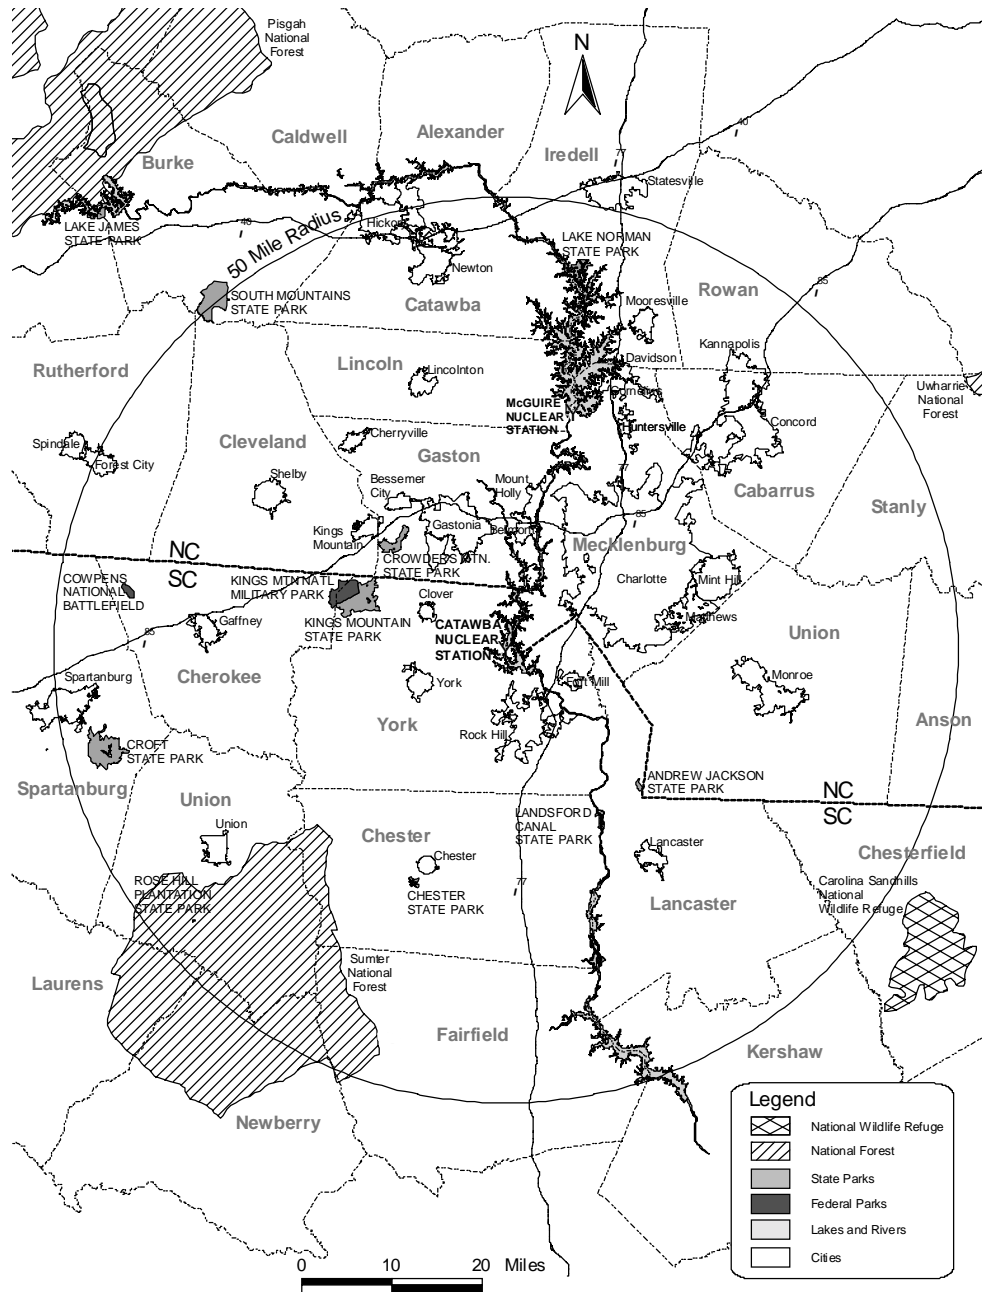 Pisgah
National
Forest
N
Caldwell
Alexander
Burke
Iredell
40
77
Statesville
LAKE JAMES
STATE PARK
40
50 Mile Radius
Newton
LAKE NORMAN
STATE PARK
SOUTH MOUNTAINS
STATE PARK
Catawba
Mooresville
Rowan
85
Kannapolis
Rutherford
Lincoln
Lincolnton
Davidson
McGUIRE
NUCLEAR
STATION
Huntersville
Uwharrie
National
Forest
Concord
Spindale
Forest City
Cleveland
Cherryville
Gaston
Shelby
Bessemer
City
Mount
Holly
77
Cabarrus
Stanly
Kings
Mountain
Gastonia
Belmont
85
Mecklenburg
NC
SC
CROWDERS MTN.
STATE PARK
COWPENS
NATIONAL
BATTLEFIELD
KINGS MTN NATL
MILITARY PARK
Clover
Charlotte
Mint Hill
KINGS MOUNTAIN
STATE PARK
Gaffney
85
CATAWBA
NUCLEAR
STATION
Matthews
Union
Cherokee
Spartanburg
York
Fort Mill
Monroe
York
Rock Hill
Anson
CROFT
STATE PARK
Spartanburg
Union
ANDREW JACKSON
STATE PARK
NC
SC
Union
Chester
LANDSFORD
CANAL
STATE PARK
Lancaster
Chester
Chesterfield
ROSE HILL
PLANTATION
STATE PARK
CHESTER
STATE PARK
77
Lancaster
Carolina Sandhills
National
Wildlife Refuge
Laurens
Sumter
National
Forest
Fairfield
Kershaw
Newberry
Legend
National Wildlife Refuge
National Forest
State Parks
Federal Parks
Lakes and Rivers
Cities
0 10 20 Miles